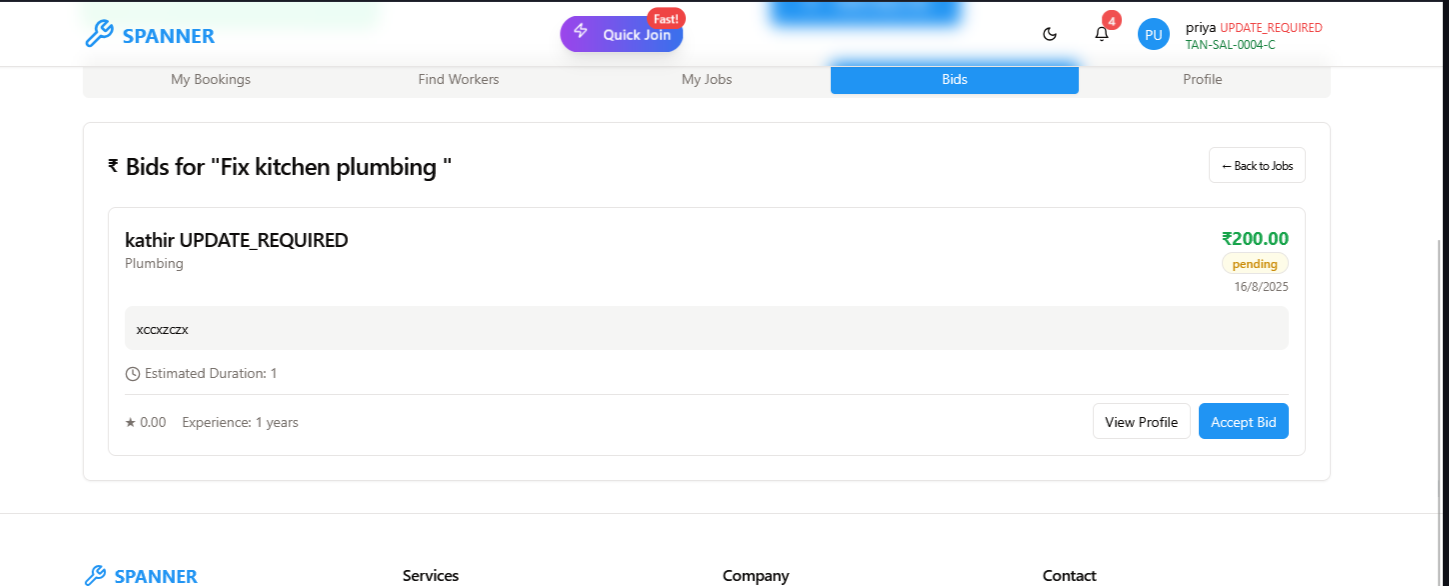 Fast!
SPANNER
Quick Join
4
PU
priya UPDATE_REQUIRED
TAN-SAL-0004-C
My Bookings
Find Workers
My Jobs
Bids
Profile
₹ Bids for "Fix kitchen plumbing "
← Back to Jobs
kathir UPDATE_REQUIRED
₹200.00
Plumbing
pending
16/8/2025
xccxzczx
Estimated Duration: 1
★ 0.00 Experience: 1 years
View Profile
Accept Bid
SPANNER
Services
Company
Contact